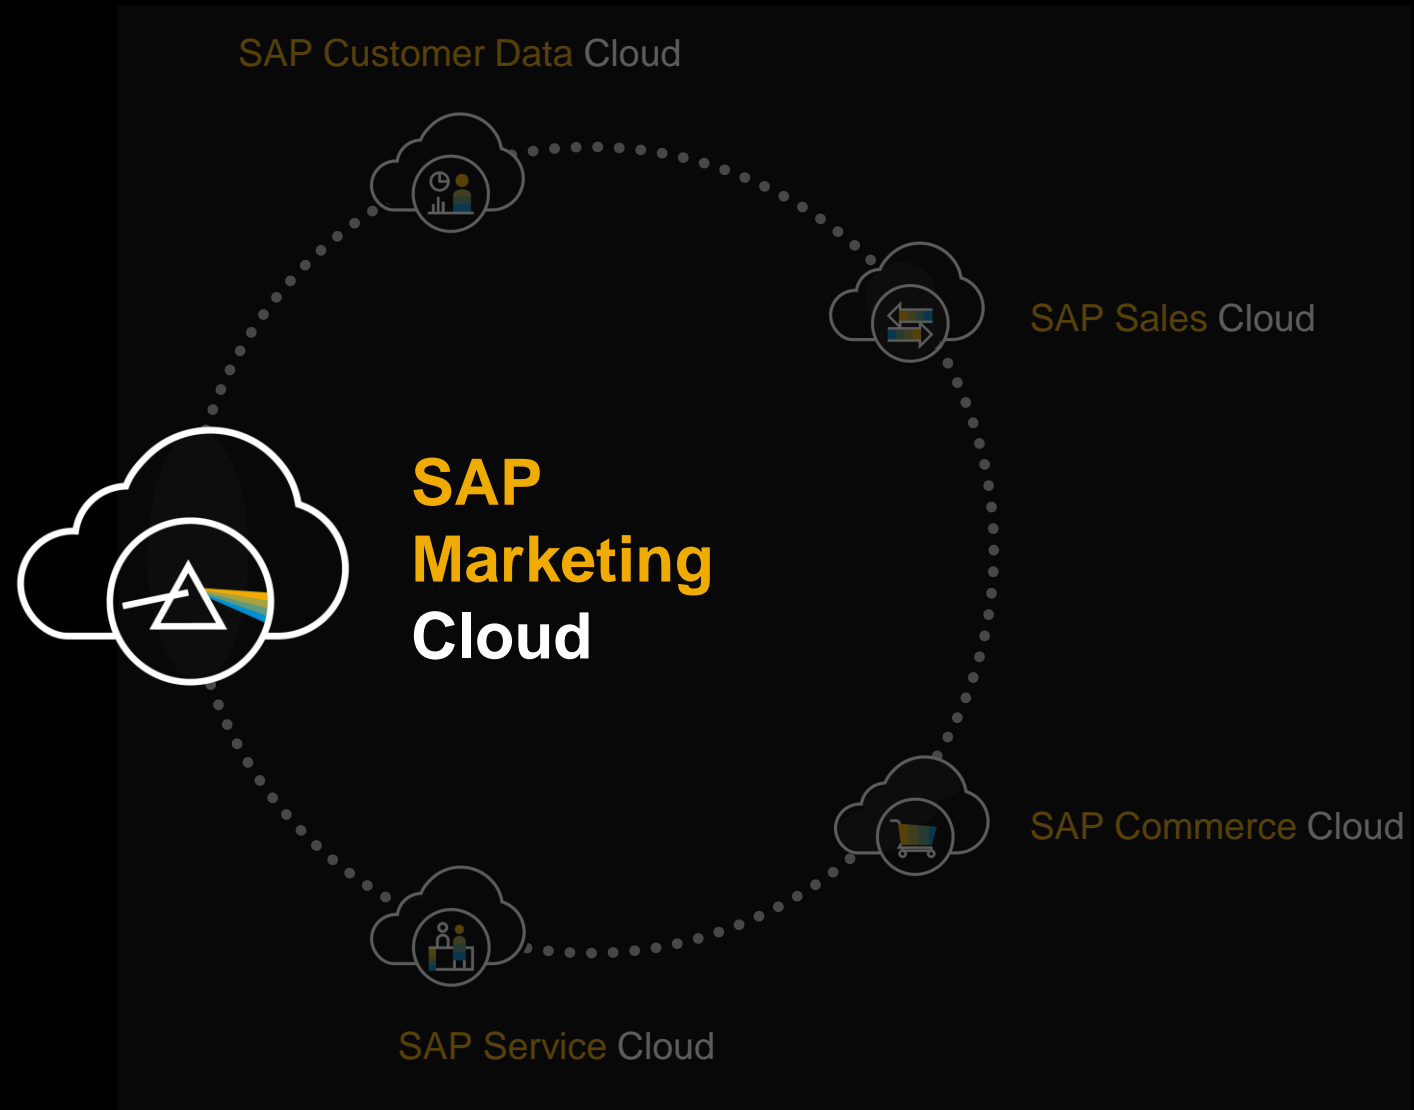 SAP Customer Data Cloud
SAP Sales Cloud
SAP
Marketing
Cloud
SAP Commerce Cloud
SAP Service Cloud